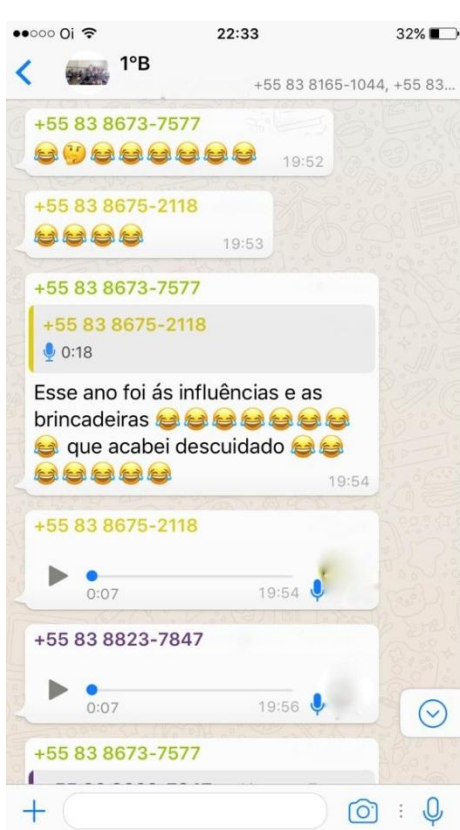 Oi 22:33 32%
1°B
+55 83 8165-1044, +55 83...
+55 83 8673-7577
😂🤔😂😂😂😂😂😂 19:52
+55 83 8675-2118
😂😂😂😂 19:53
+55 83 8673-7577
+55 83 8675-2118
0:18
Esse ano foi ás influências e as
brincadeiras 😂😂😂😂😂😂😂
😂 que acabei descuidado 😂😂
😂😂😂😂😂 19:54
+55 83 8675-2118
0:07 19:54
+55 83 8823-7847
0:07 19:56
+55 83 8673-7577